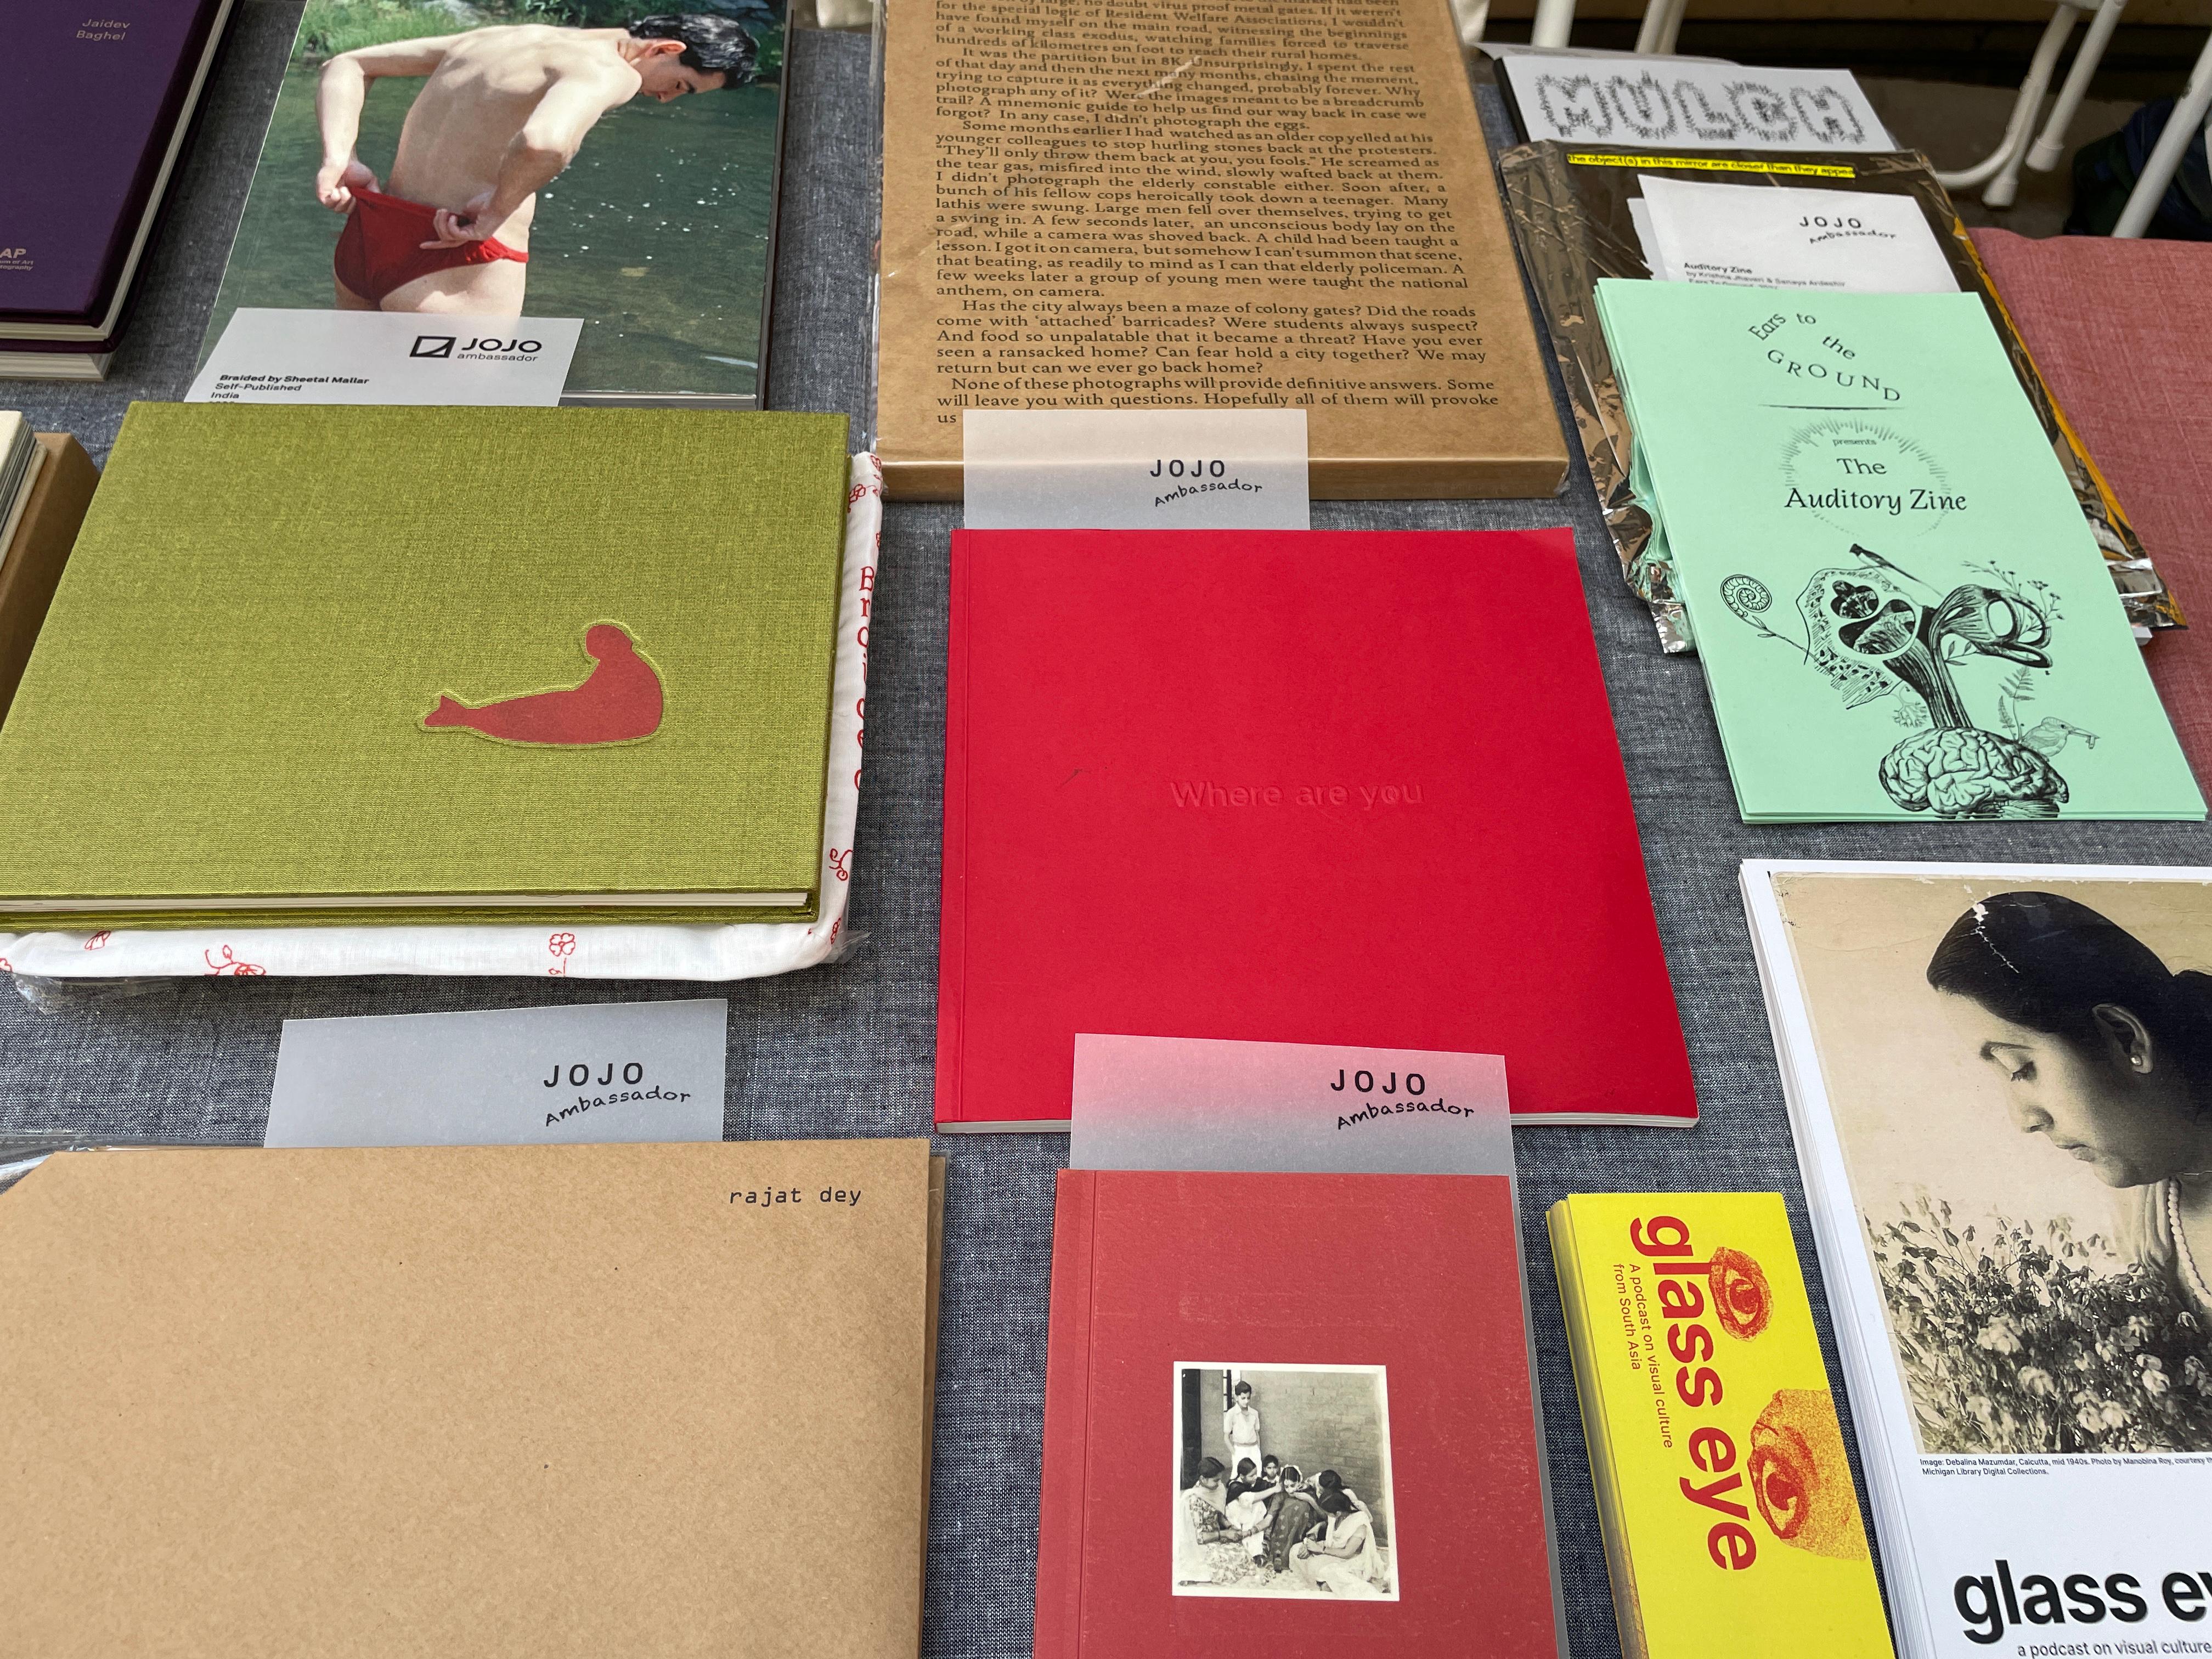 Jaidev
Baghel
AP
JOJO
ambassador
Braided by Sheetal Mallar
Self-Published
India
for the special logic of Resident Welfare Associations, I wouldn't
have found myself on the main road, witnessing the beginnings
of a working class exodus, watching families forced to traverse
hundreds of kilometres on foot to reach their rural homes.
It was the partition but in 8K. Unsurprisingly, I spent the rest
of that day and then the next many months, chasing the moment,
trying to capture it as everything changed, probably forever. Why
photograph any of it? Were the images meant to be a breadcrumb
trail? A mnemonic guide to help us find our way back in case we
forgot? In any case, I didn't photograph the eggs.
Some months earlier I had watched as an older cop yelled at his
younger colleagues to stop hurling stones back at the protesters.
"They'll only throw them back at you, you fools." He screamed as
the tear gas, misfired into the wind, slowly wafted back at them.
I didn't photograph the elderly constable either. Soon after, a
bunch of his fellow cops heroically took down a teenager. Many
lathis were swung. Large men fell over themselves, trying to get
a swing in. A few seconds later, an unconscious body lay on the
road, while a camera was shoved back. A child had been taught a
lesson. I got it on camera, but somehow I can't summon that scene,
that beating, as readily to mind as I can that elderly policeman. A
few weeks later a group of young men were taught the national
anthem, on camera.
Has the city always been a maze of colony gates? Did the roads
come with 'attached' barricades? Were students always suspect?
And food so unpalatable that it became a threat? Have you ever
seen a ransacked home? Can fear hold a city together? We may
return but can we ever go back home?
None of these photographs will provide definitive answers. Some
will leave you with questions. Hopefully all of them will provoke
us
JOJO
Ambassador
MULCH
the object(s) in this mirror are closer than they appea
JOJO
Ambassador
Auditory Zine
by Krishna Jhaveri & Sanaya Ardeshir
Ears to the
GROUND
presents
The
Auditory Zine
Where are you
JOJO
Ambassador
JOJO
Ambassador
rajat dey
glass eye
A podcast on visual culture
from South Asia
Image: Debalina Mazumdar, Calcutta, mid 1940s. Photo by Manobina Roy, courtesy th
Michigan Library Digital Collections.
glass ey
a podcast on visual culture